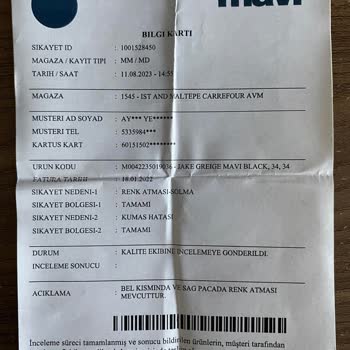 mavi
BILGI KARTI
SIKAYET ID : 1001528450
MAGAZA / KAYIT TIPI : MM / MD
TARIH / SAAT : 11.08.2023 - 14:55
MAGAZA : 1545 - IST AND MALTEPE CARREFOUR AVM
MUSTERI AD SOYAD : AY*** YE******
MUSTERI TEL : 5335984***
KARTUS KART : 60151502********
URUN KODU : M0042235019036 - JAKE GREIGE MAVI BLACK, 34, 34
FATURA TARIHI : 18.01.2022
SIKAYET NEDENI-1 : RENK ATMASI-SOLMA
SIKAYET BOLGESI-1 : TAMAMI
SIKAYET NEDENI-2 : KUMAS HATASI
SIKAYET BOLGESI-2 : TAMAMI
DURUM : KALITE EKIBINE INCELEMEYE GONDERILDI.
INCELEME SONUCU :
ACIKLAMA : BEL KISMINDA VE SAG PACADA RENK ATMASI
MEVCUTTUR.
İnceleme süreci tamamlanmış ve sonucu bildirilen ürünlerin, müşteri tarafından